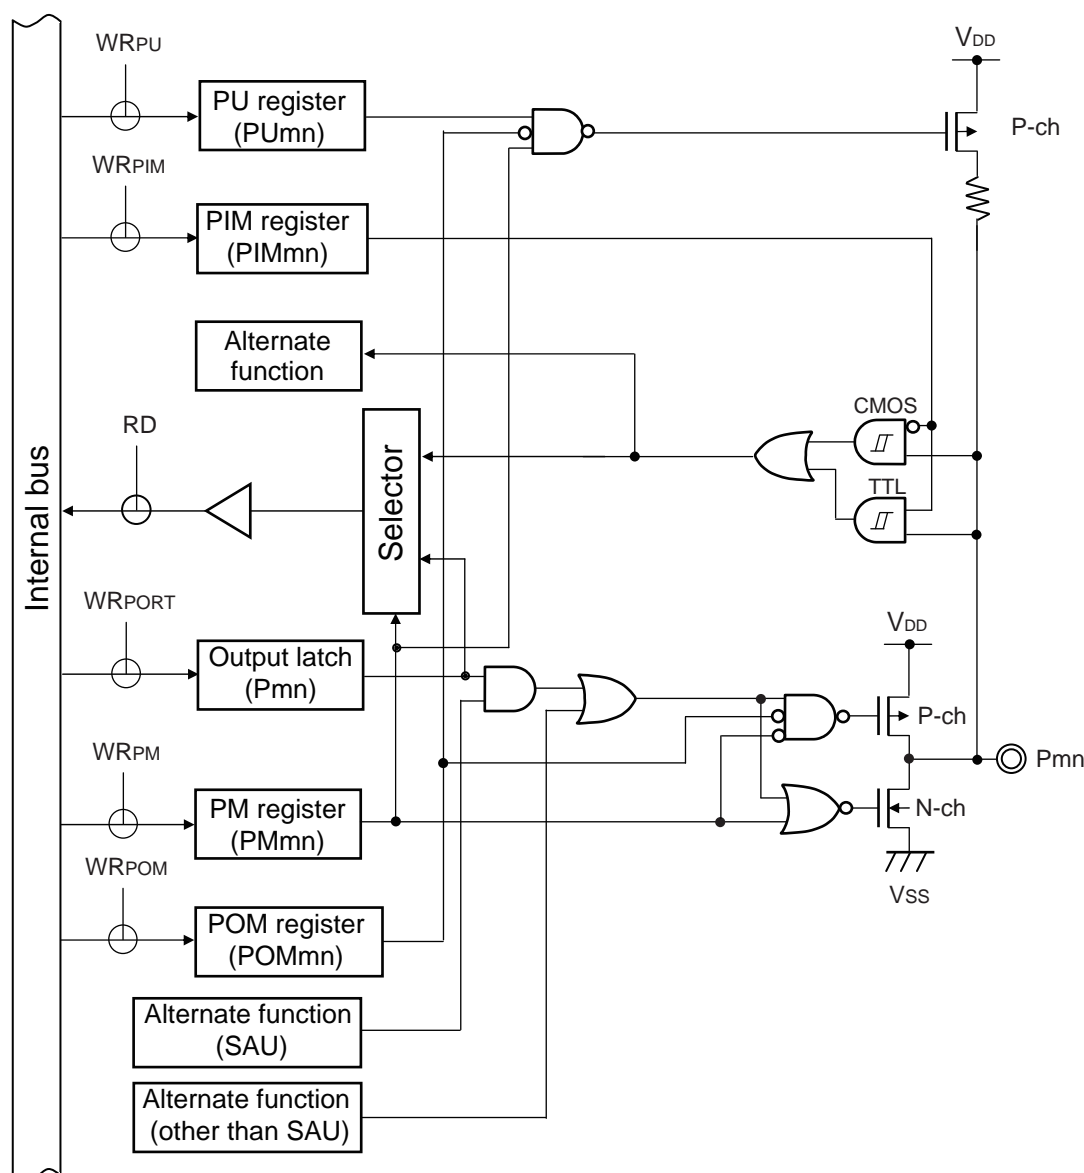 WRPU
VDD
PU register
(PUmn)
P-ch
WRPIM
PIM register
(PIMmn)
Alternate
function
CMOS
RD
TTL
Internal bus
Selector
WRPORT
VDD
Output latch
(Pmn)
P-ch
WRPM
Pmn
PM register
(PMmn)
N-ch
WRPOM
VSS
POM register
(POMmn)
Alternate function
(SAU)
Alternate function
(other than SAU)